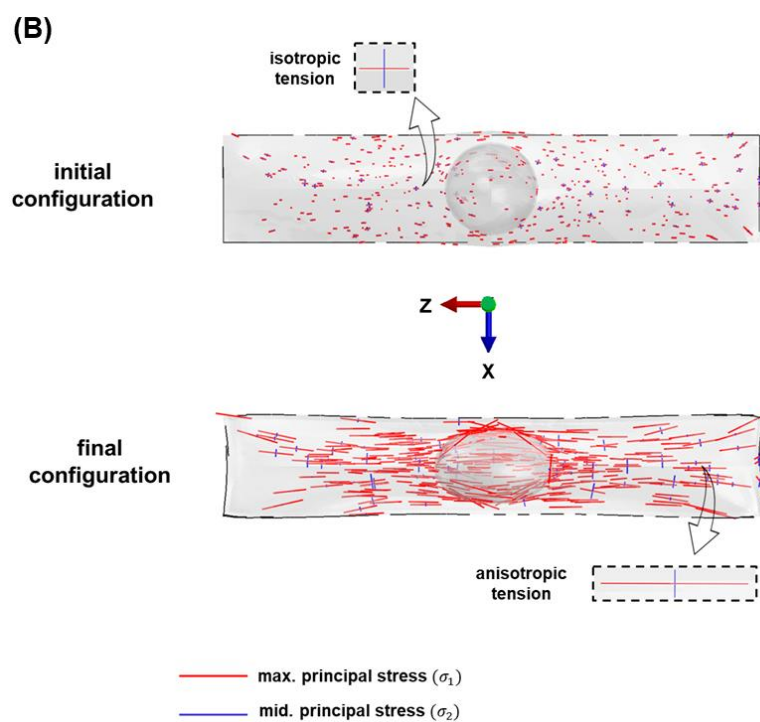 (B)
isotropic
tension
initial
configuration
Z
X
final
configuration
anisotropic
tension
max. principal stress (σ₁)
mid. principal stress (σ₂)